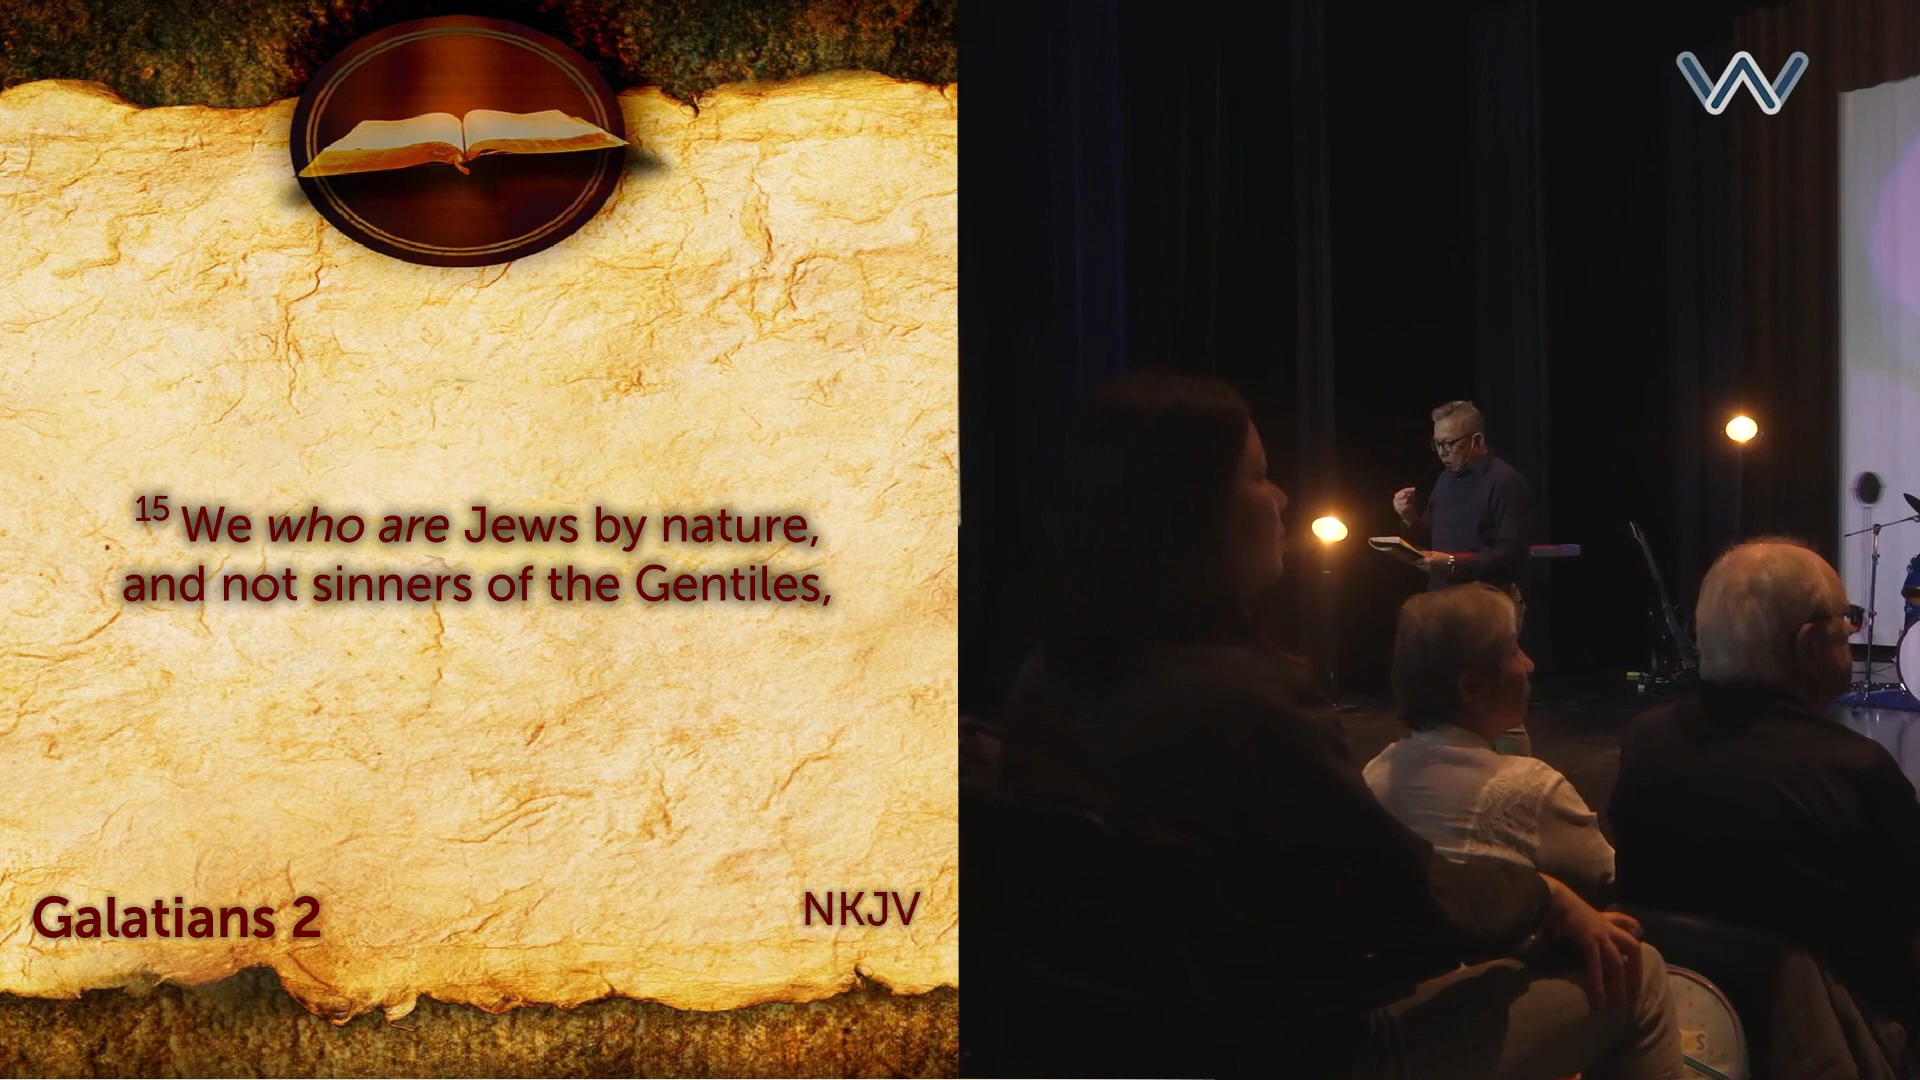 15 We who are Jews by nature,
and not sinners of the Gentiles,
Galatians 2
NKJV
W